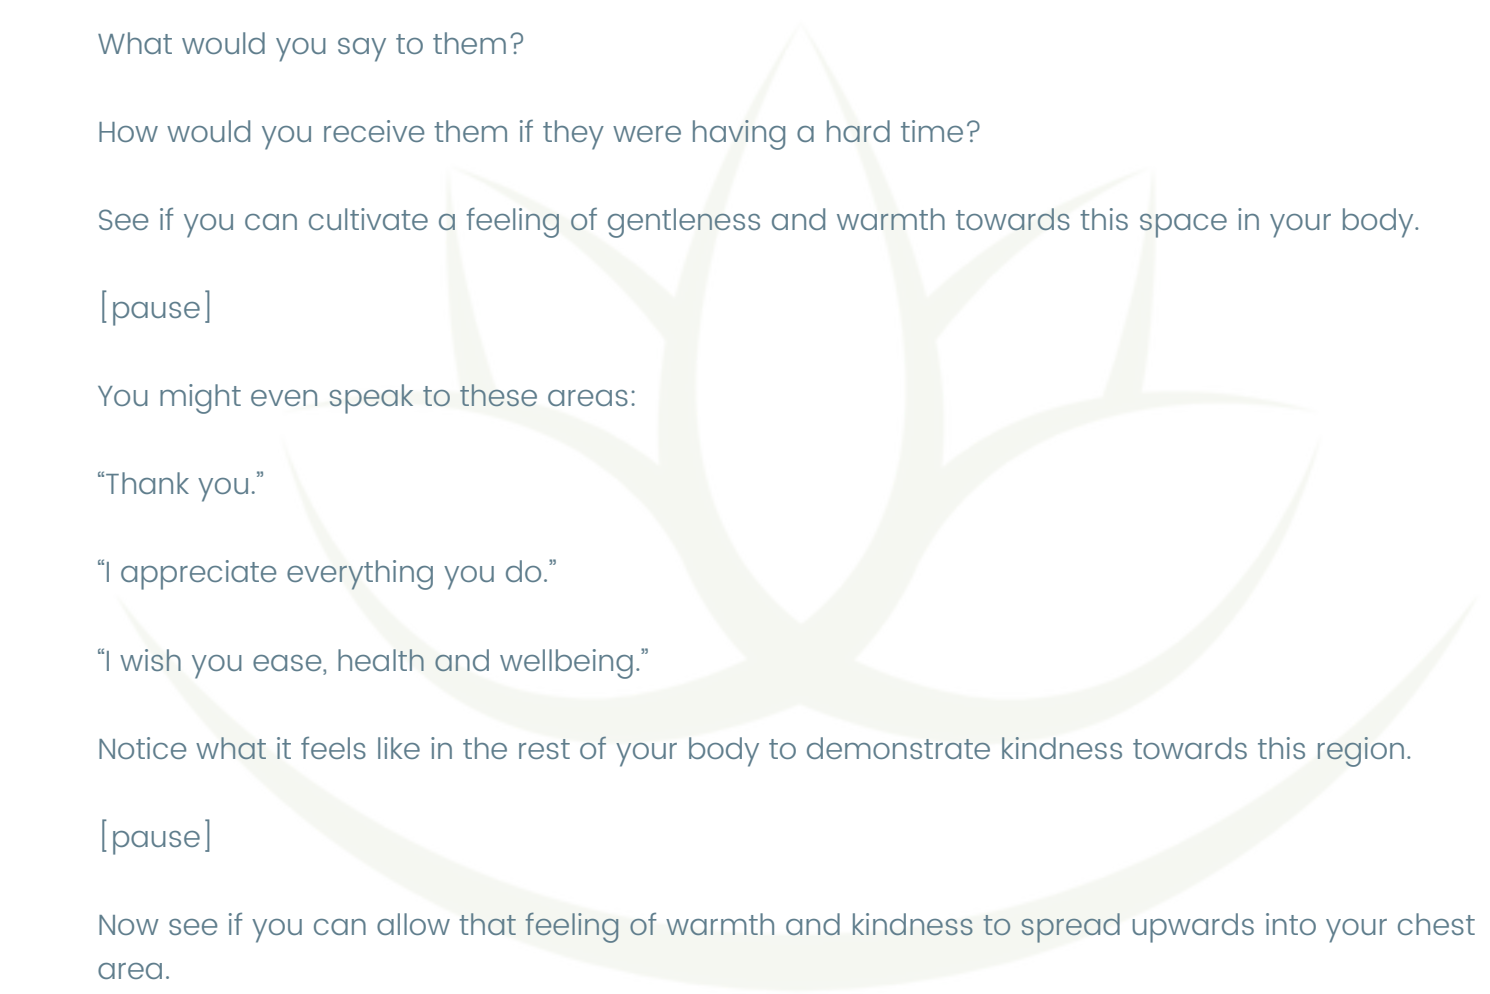 What would you say to them?
How would you receive them if they were having a hard time?
See if you can cultivate a feeling of gentleness and warmth towards this space in your body.
[pause]
You might even speak to these areas:
“Thank you.”
“I appreciate everything you do.”
“I wish you ease, health and wellbeing.”
Notice what it feels like in the rest of your body to demonstrate kindness towards this region.
[pause]
Now see if you can allow that feeling of warmth and kindness to spread upwards into your chest
area.